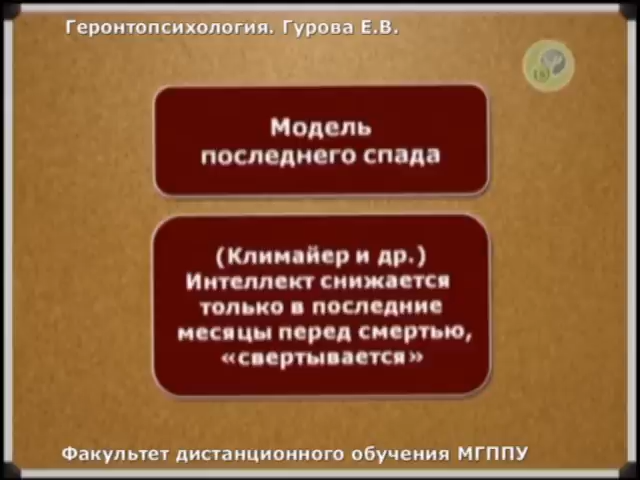 Геронтопсихология. Гурова Е.В.
Модель
последнего спада
(Климайер и др.)
Интеллект снижается
только в последние
месяцы перед смертью,
«свертывается»
Факультет дистанционного обучения МГППУ